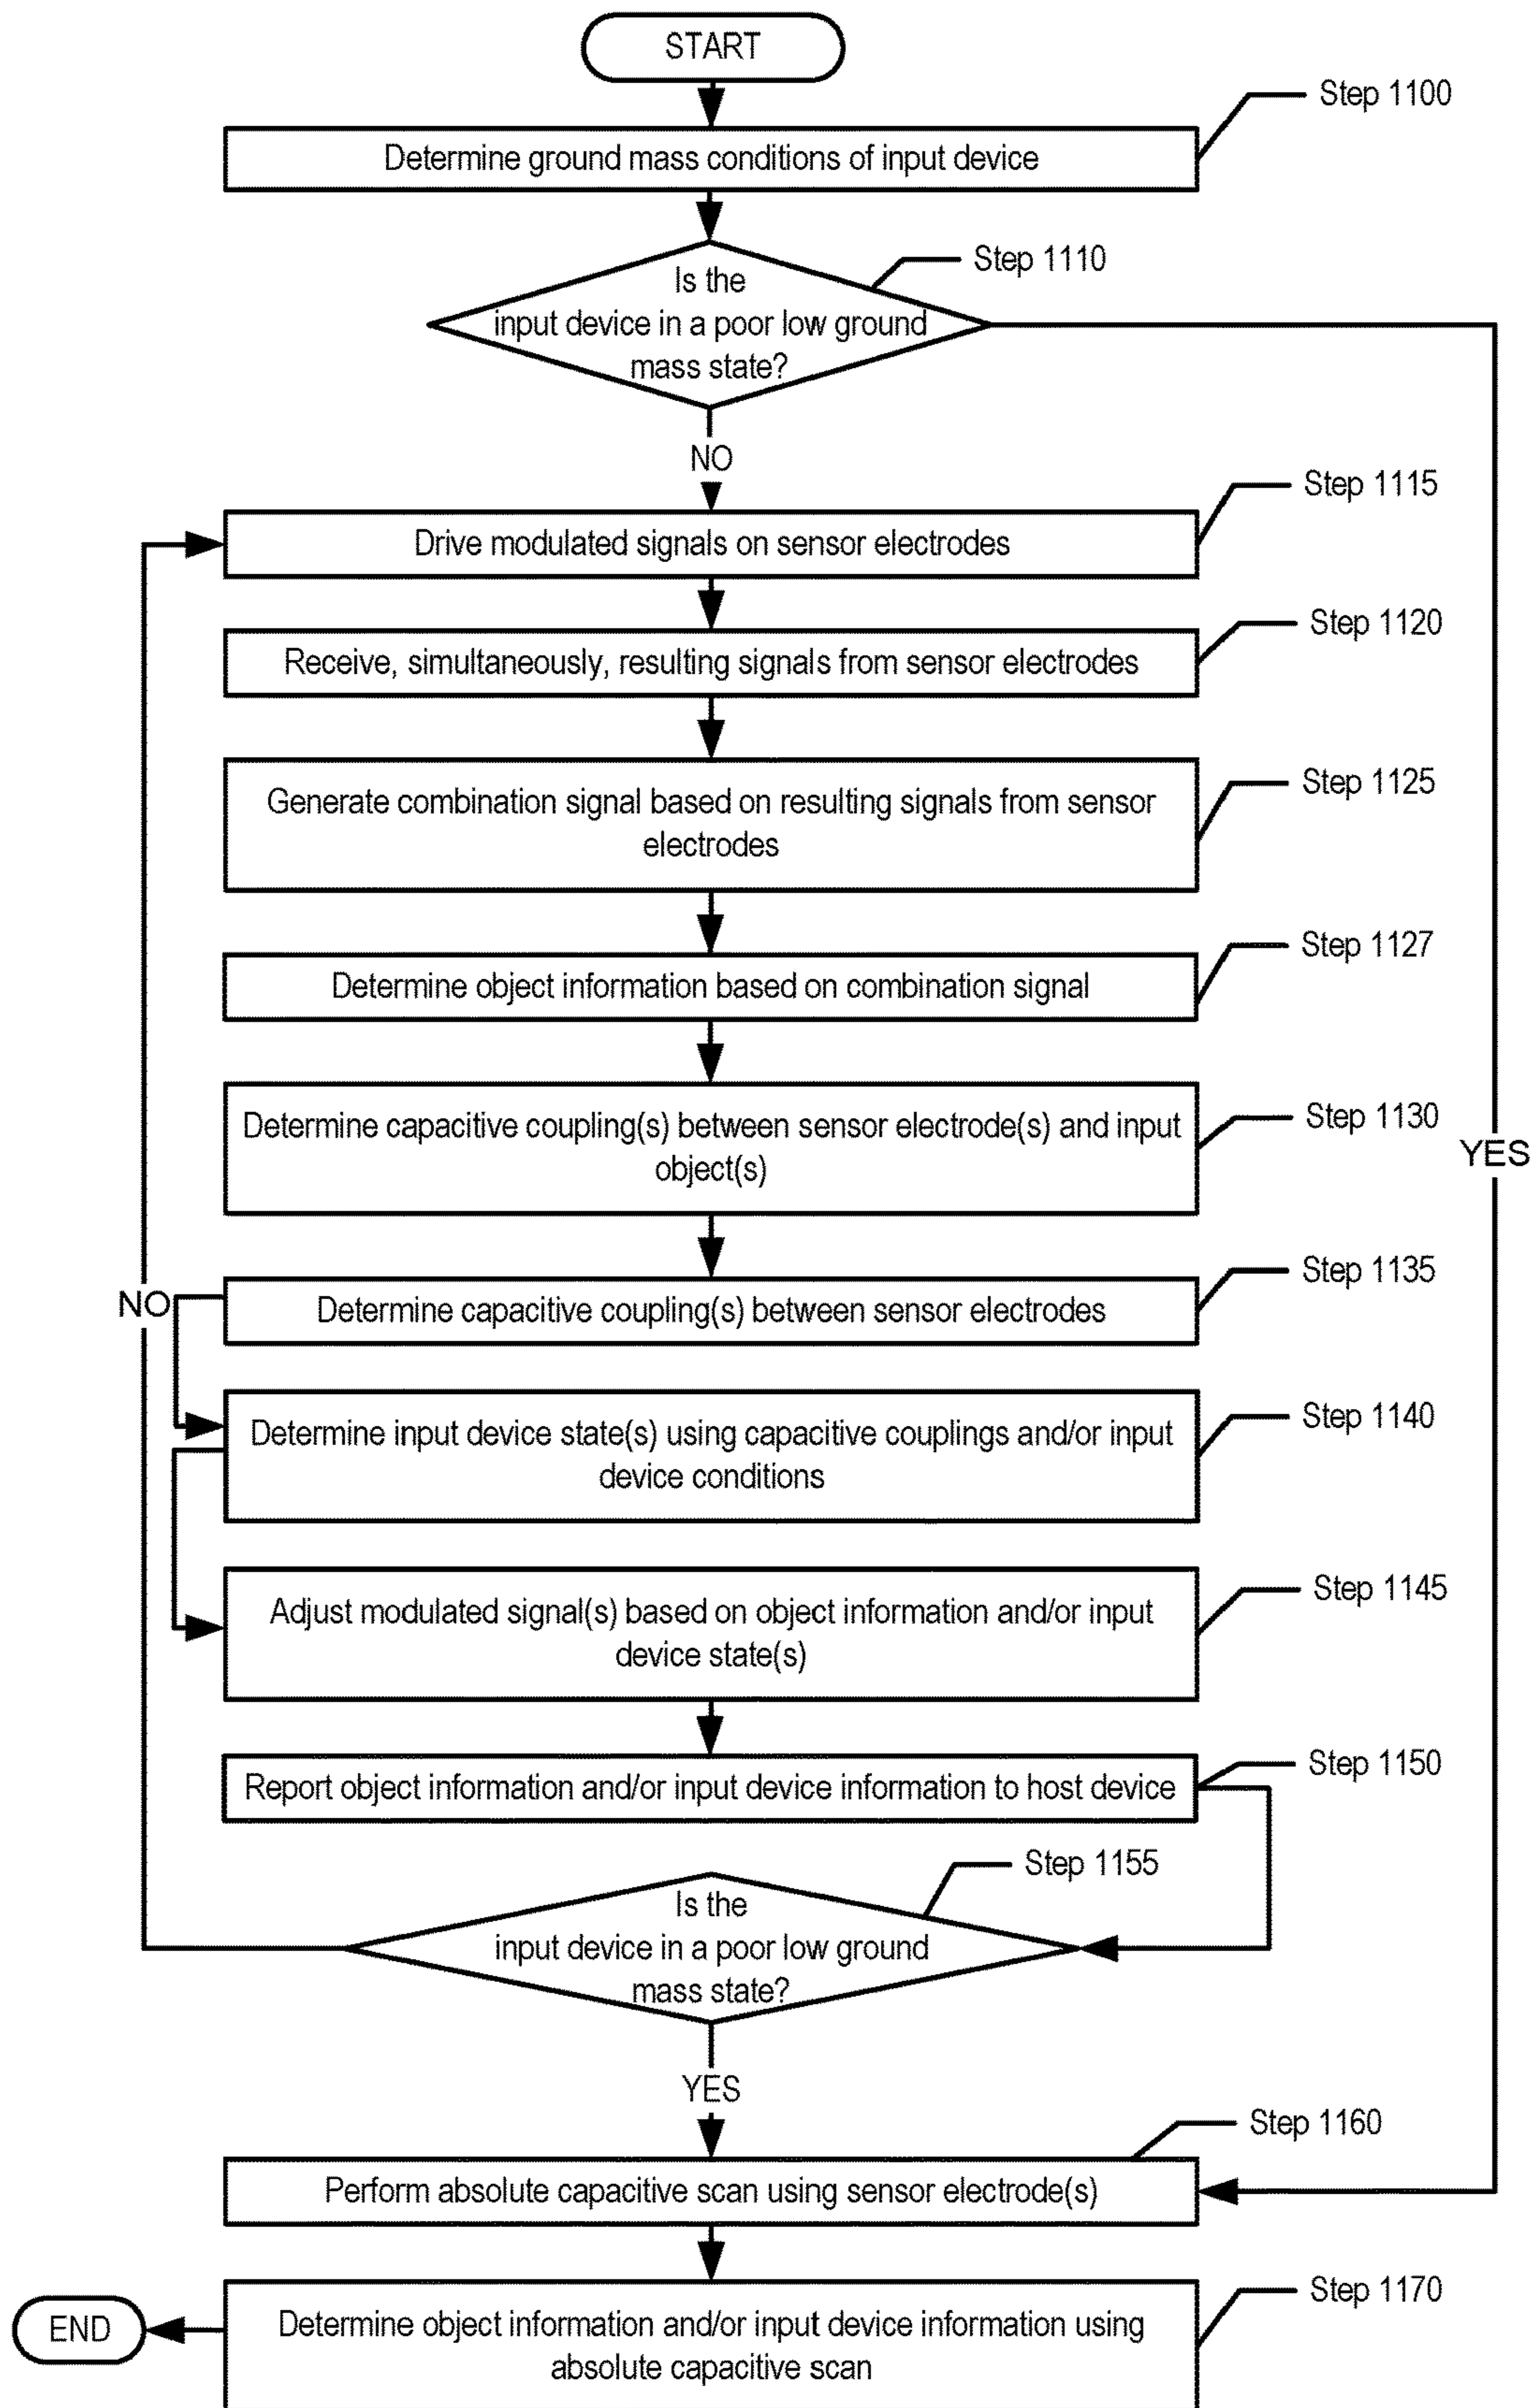 START
Step 1100
Determine ground mass conditions of input device
Step 1110
Is the
input device in a poor low ground
mass state?
NO
Step 1115
Drive modulated signals on sensor electrodes
Step 1120
Receive, simultaneously, resulting signals from sensor electrodes
Step 1125
Generate combination signal based on resulting signals from sensor
electrodes
Step 1127
Determine object information based on combination signal
Step 1130
Determine capacitive coupling(s) between sensor electrode(s) and input
object(s)
YES
Step 1135
NO
Determine capacitive coupling(s) between sensor electrodes
Step 1140
Determine input device state(s) using capacitive couplings and/or input
device conditions
Step 1145
Adjust modulated signal(s) based on object information and/or input
device state(s)
Step 1150
Report object information and/or input device information to host device
Step 1155
Is the
input device in a poor low ground
mass state?
YES
Step 1160
Perform absolute capacitive scan using sensor electrode(s)
Step 1170
END
Determine object information and/or input device information using
absolute capacitive scan